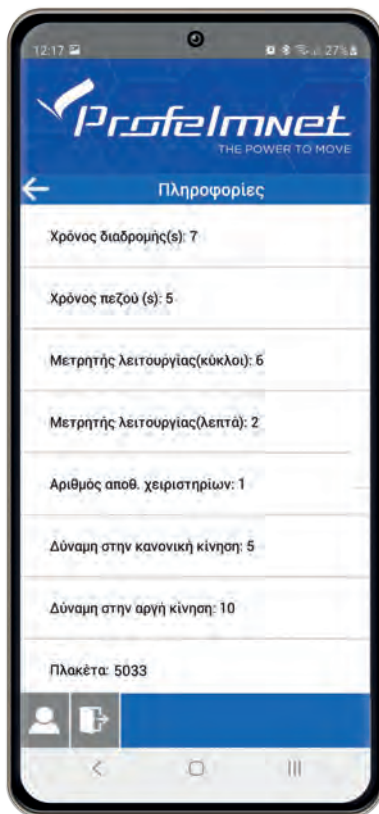 12:17
27%
Profelmnet
THE POWER TO MOVE
Πληροφορίες
Χρόνος διαδρομής(s): 7
Χρόνος πεζού (s): 5
Μετρητής λειτουργίας(κύκλοι): 6
Μετρητής λειτουργίας(λεπτά): 2
Αριθμός αποθ. χειριστηρίων: 1
Δύναμη στην κανονική κίνηση: 5
Δύναμη στην αργή κίνηση: 10
Πλακέτα: 5033